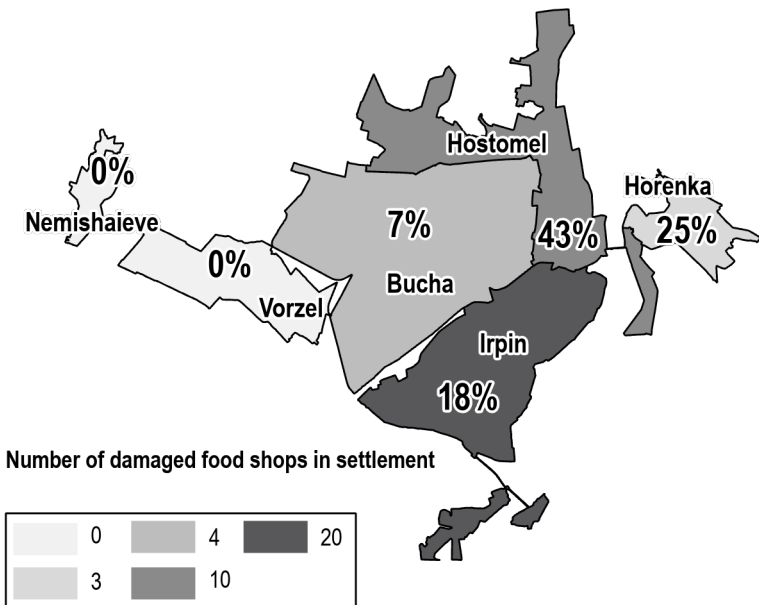 Hostomel
0%
Horenka
Nemishaieve
7%
43%
25%
0%
Bucha
Vorzel
Irpin
18%
Number of damaged food shops in settlement
0
4
20
3
10